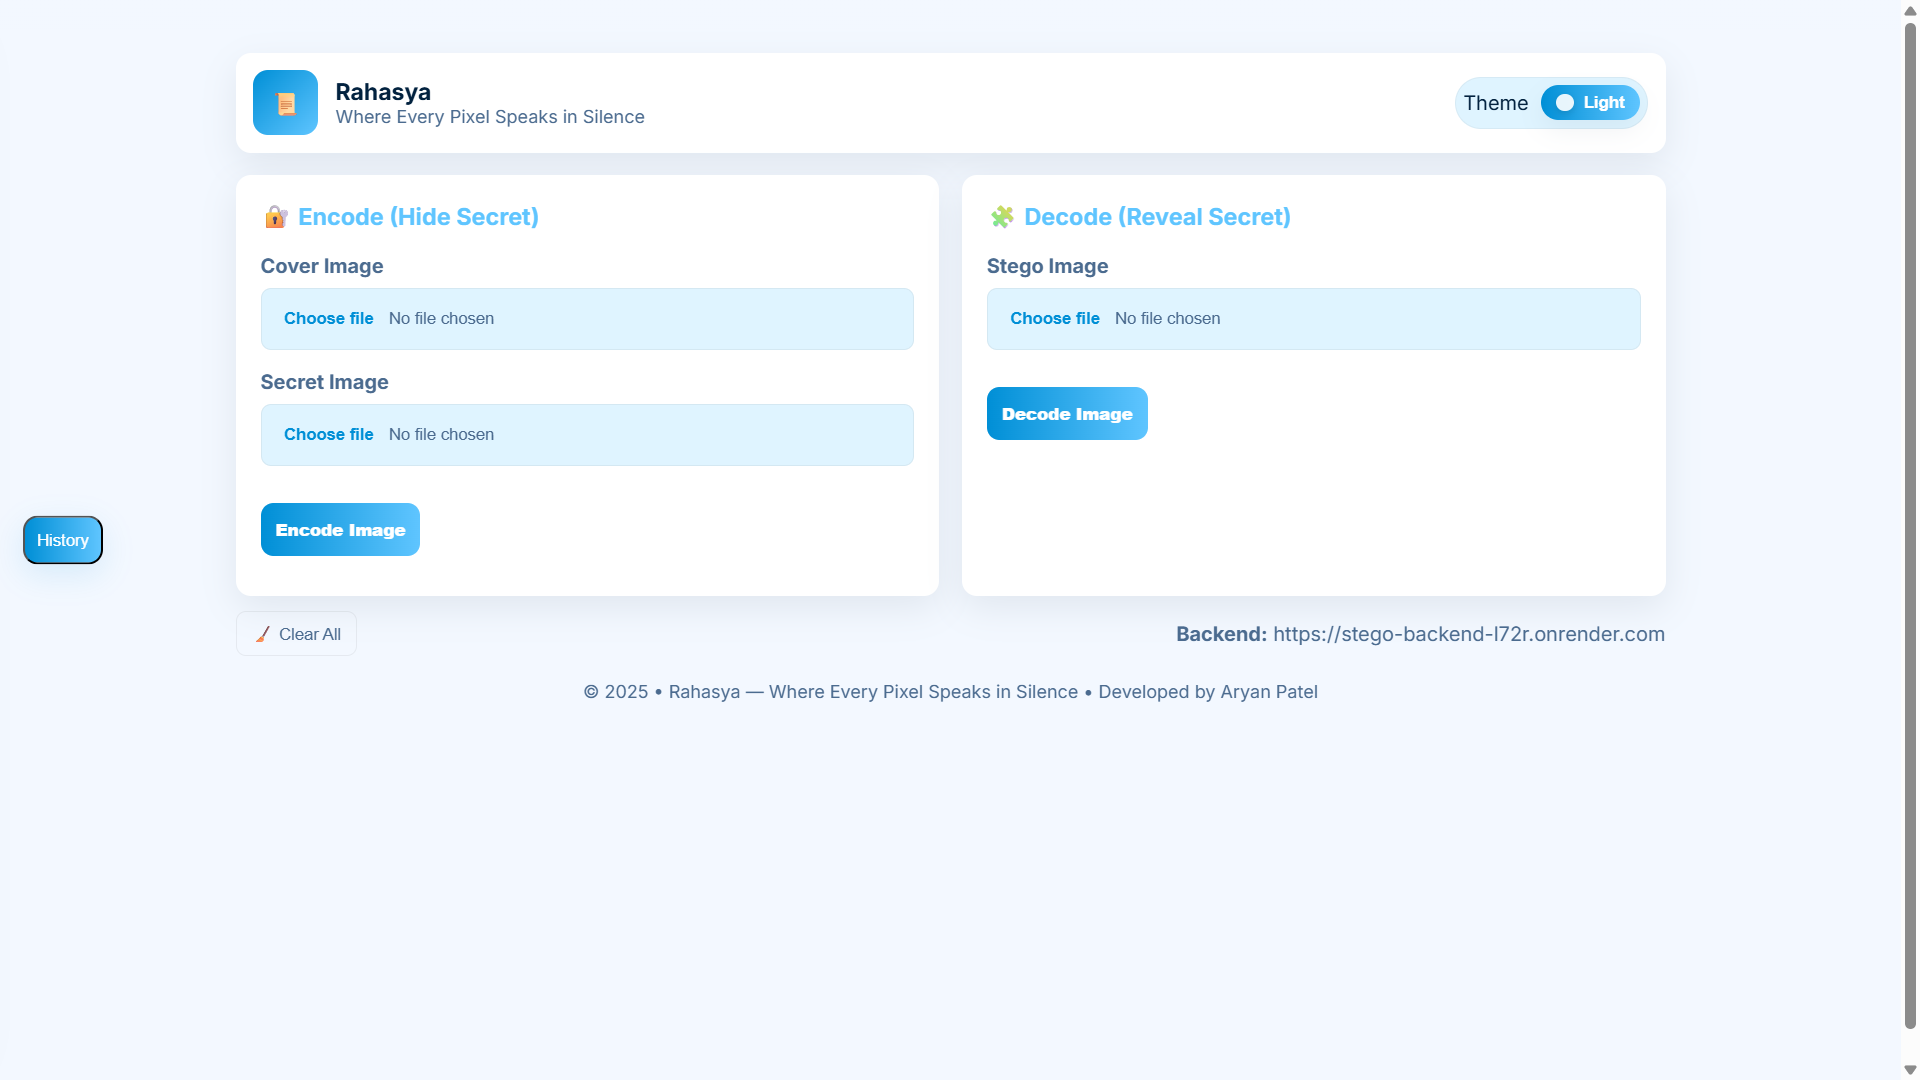 Rahasya
Where Every Pixel Speaks in Silence
Theme
Light
🔐 Encode (Hide Secret)
Cover Image
Choose file No file chosen
Secret Image
Choose file No file chosen
Encode Image
🧩 Decode (Reveal Secret)
Stego Image
Choose file No file chosen
Decode Image
History
🧹 Clear All
Backend: https://stego-backend-l72r.onrender.com
© 2025 • Rahasya — Where Every Pixel Speaks in Silence • Developed by Aryan Patel